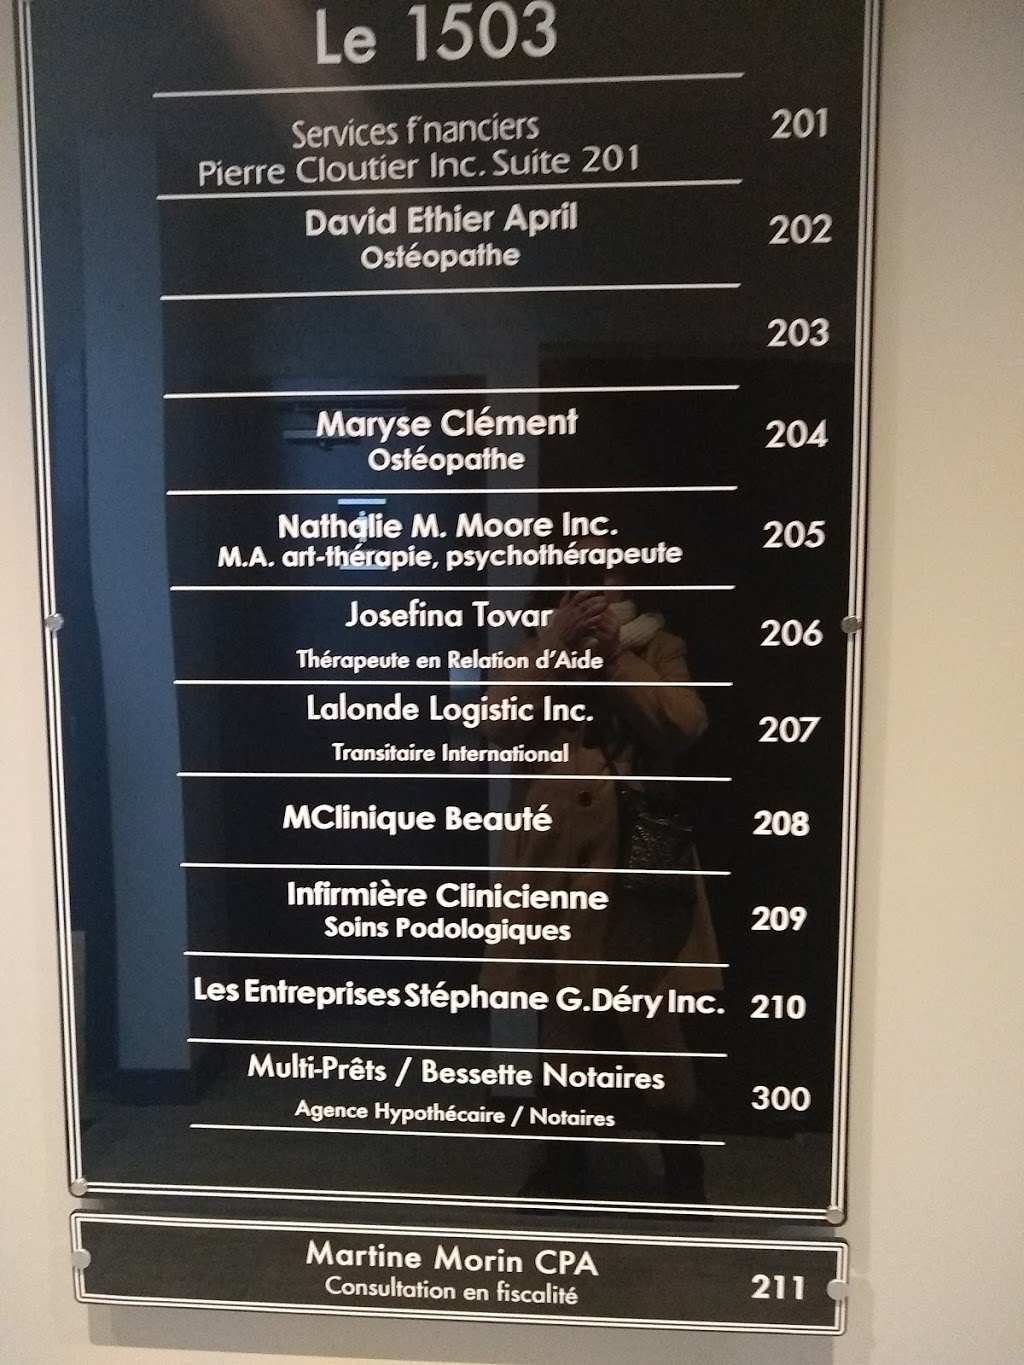 Le 1503
Services f'nanciers
Pierre Cloutier Inc. Suite 201
201
David Ethier April
Ostéopathe
202
203
Maryse Clément
Ostéopathe
204
Nathalie M. Moore Inc.
M.A. art-thérapie, psychothérapeute
205
Josefina Tovar
Thérapeute en Relation d'Aide
206
Lalonde Logistic Inc.
Transitaire International
207
MClinique Beauté
208
Infirmière Clinicienne
Soins Podologiques
209
Les Entreprises Stéphane G.Déry Inc.
210
Multi-Prêts / Bessette Notaires
Agence Hypothécaire / Notaires
300
Martine Morin CPA
Consultation en fiscalité
211